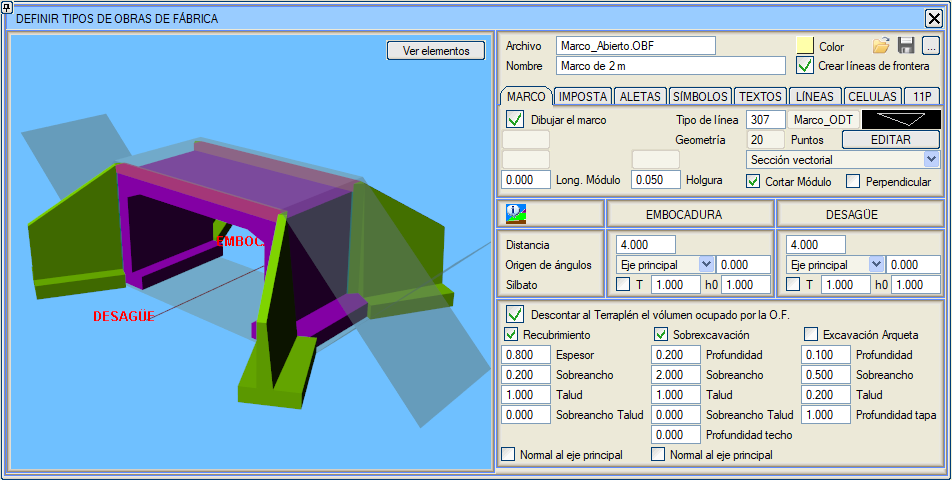 DEFINIR TIPOS DE OBRAS DE FÁBRICA
Ver elementos
EMBOC
DESAGÜE
Archivo Marco_Abierto.OBF Color ...
Nombre Marco de 2 m Crear líneas de frontera
MARCO IMPOSTA ALETAS SÍMBOLOS TEXTOS LÍNEAS CELULAS 11P
Dibujar el marco Tipo de línea 307 Marco_ODT
Geometría 20 Puntos EDITAR
Sección vectorial
0.000 Long. Módulo 0.050 Holgura Cortar Módulo Perpendicular
EMBOCADURA DESAGÜE
Distancia 4.000 4.000
Origen de ángulos Eje principal 0.000 Eje principal 0.000
Silbato T 1.000 h0 1.000 T 1.000 h0 1.000
Descontar al Terraplén el vólumen ocupado por la O.F.
Recubrimiento Sobrexcavación Excavación Arqueta
0.800 Espesor 0.200 Profundidad 0.100 Profundidad
0.200 Sobreancho 2.000 Sobreancho 0.500 Sobreancho
1.000 Talud 1.000 Talud 0.200 Talud
0.000 Sobreancho Talud 0.000 Sobreancho Talud 1.000 Profundidad tapa
0.000 Profundidad techo
Normal al eje principal Normal al eje principal